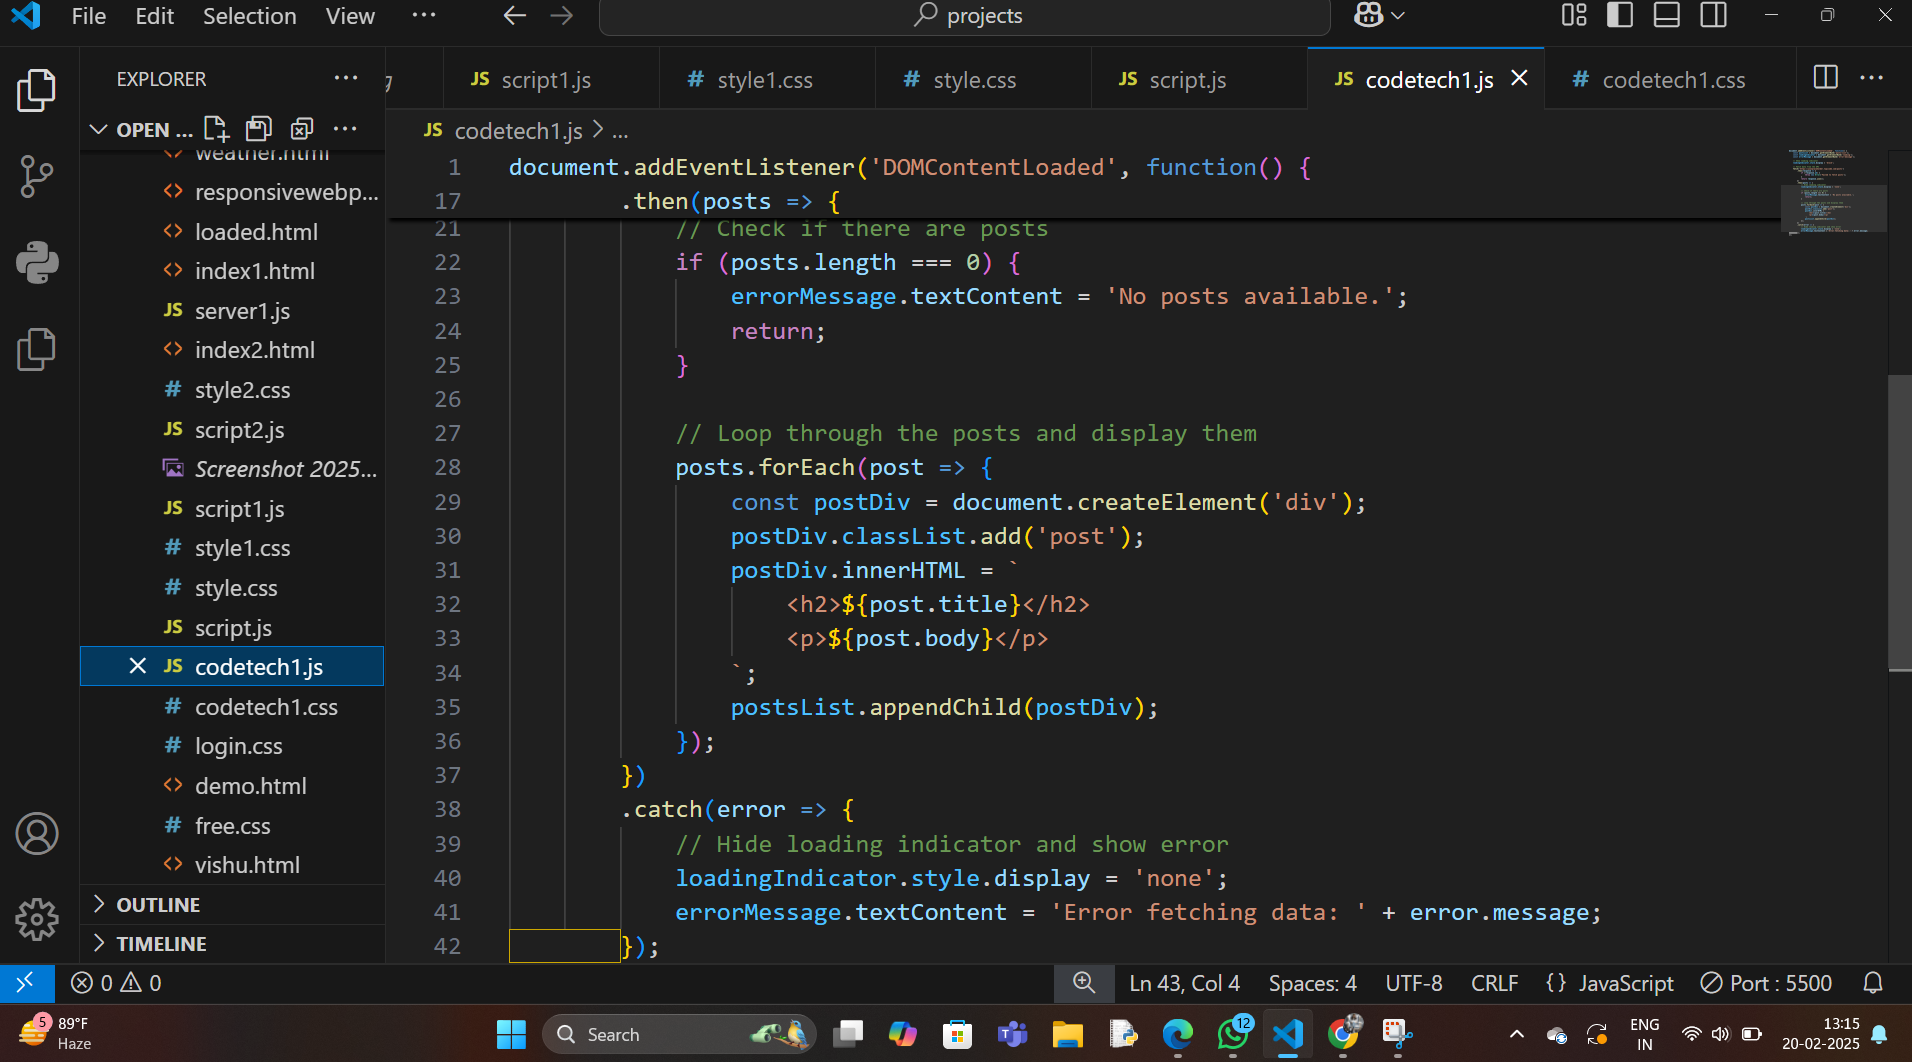 File Edit Selection View ... projects
EXPLORER
OPEN ...
weather.html
responsivewebp...
loaded.html
index1.html
JS server1.js
index2.html
# style2.css
JS script2.js
Screenshot 2025...
JS script1.js
# style1.css
# style.css
JS script.js
JS codetech1.js
# codetech1.css
# login.css
demo.html
# free.css
vishu.html
OUTLINE
TIMELINE
JS script1.js # style1.css # style.css JS script.js JS codetech1.js # codetech1.css
JS codetech1.js > ...
1 document.addEventListener('DOMContentLoaded', function() {
17 .then(posts => {
21 // Check if there are posts
22 if (posts.length === 0) {
23 errorMessage.textContent = 'No posts available.';
24 return;
25 }
26
27 // Loop through the posts and display them
28 posts.forEach(post => {
29 const postDiv = document.createElement('div');
30 postDiv.classList.add('post');
31 postDiv.innerHTML = `
32 <h2>${post.title}</h2>
33 <p>${post.body}</p>
34 `;
35 postsList.appendChild(postDiv);
36 });
37 })
38 .catch(error => {
39 // Hide loading indicator and show error
40 loadingIndicator.style.display = 'none';
41 errorMessage.textContent = 'Error fetching data: ' + error.message;
42 });
0 0 Ln 43, Col 4 Spaces: 4 UTF-8 CRLF {} JavaScript Port : 5500
5 89°F
Haze
Search
12
ENG
IN
13:15
20-02-2025